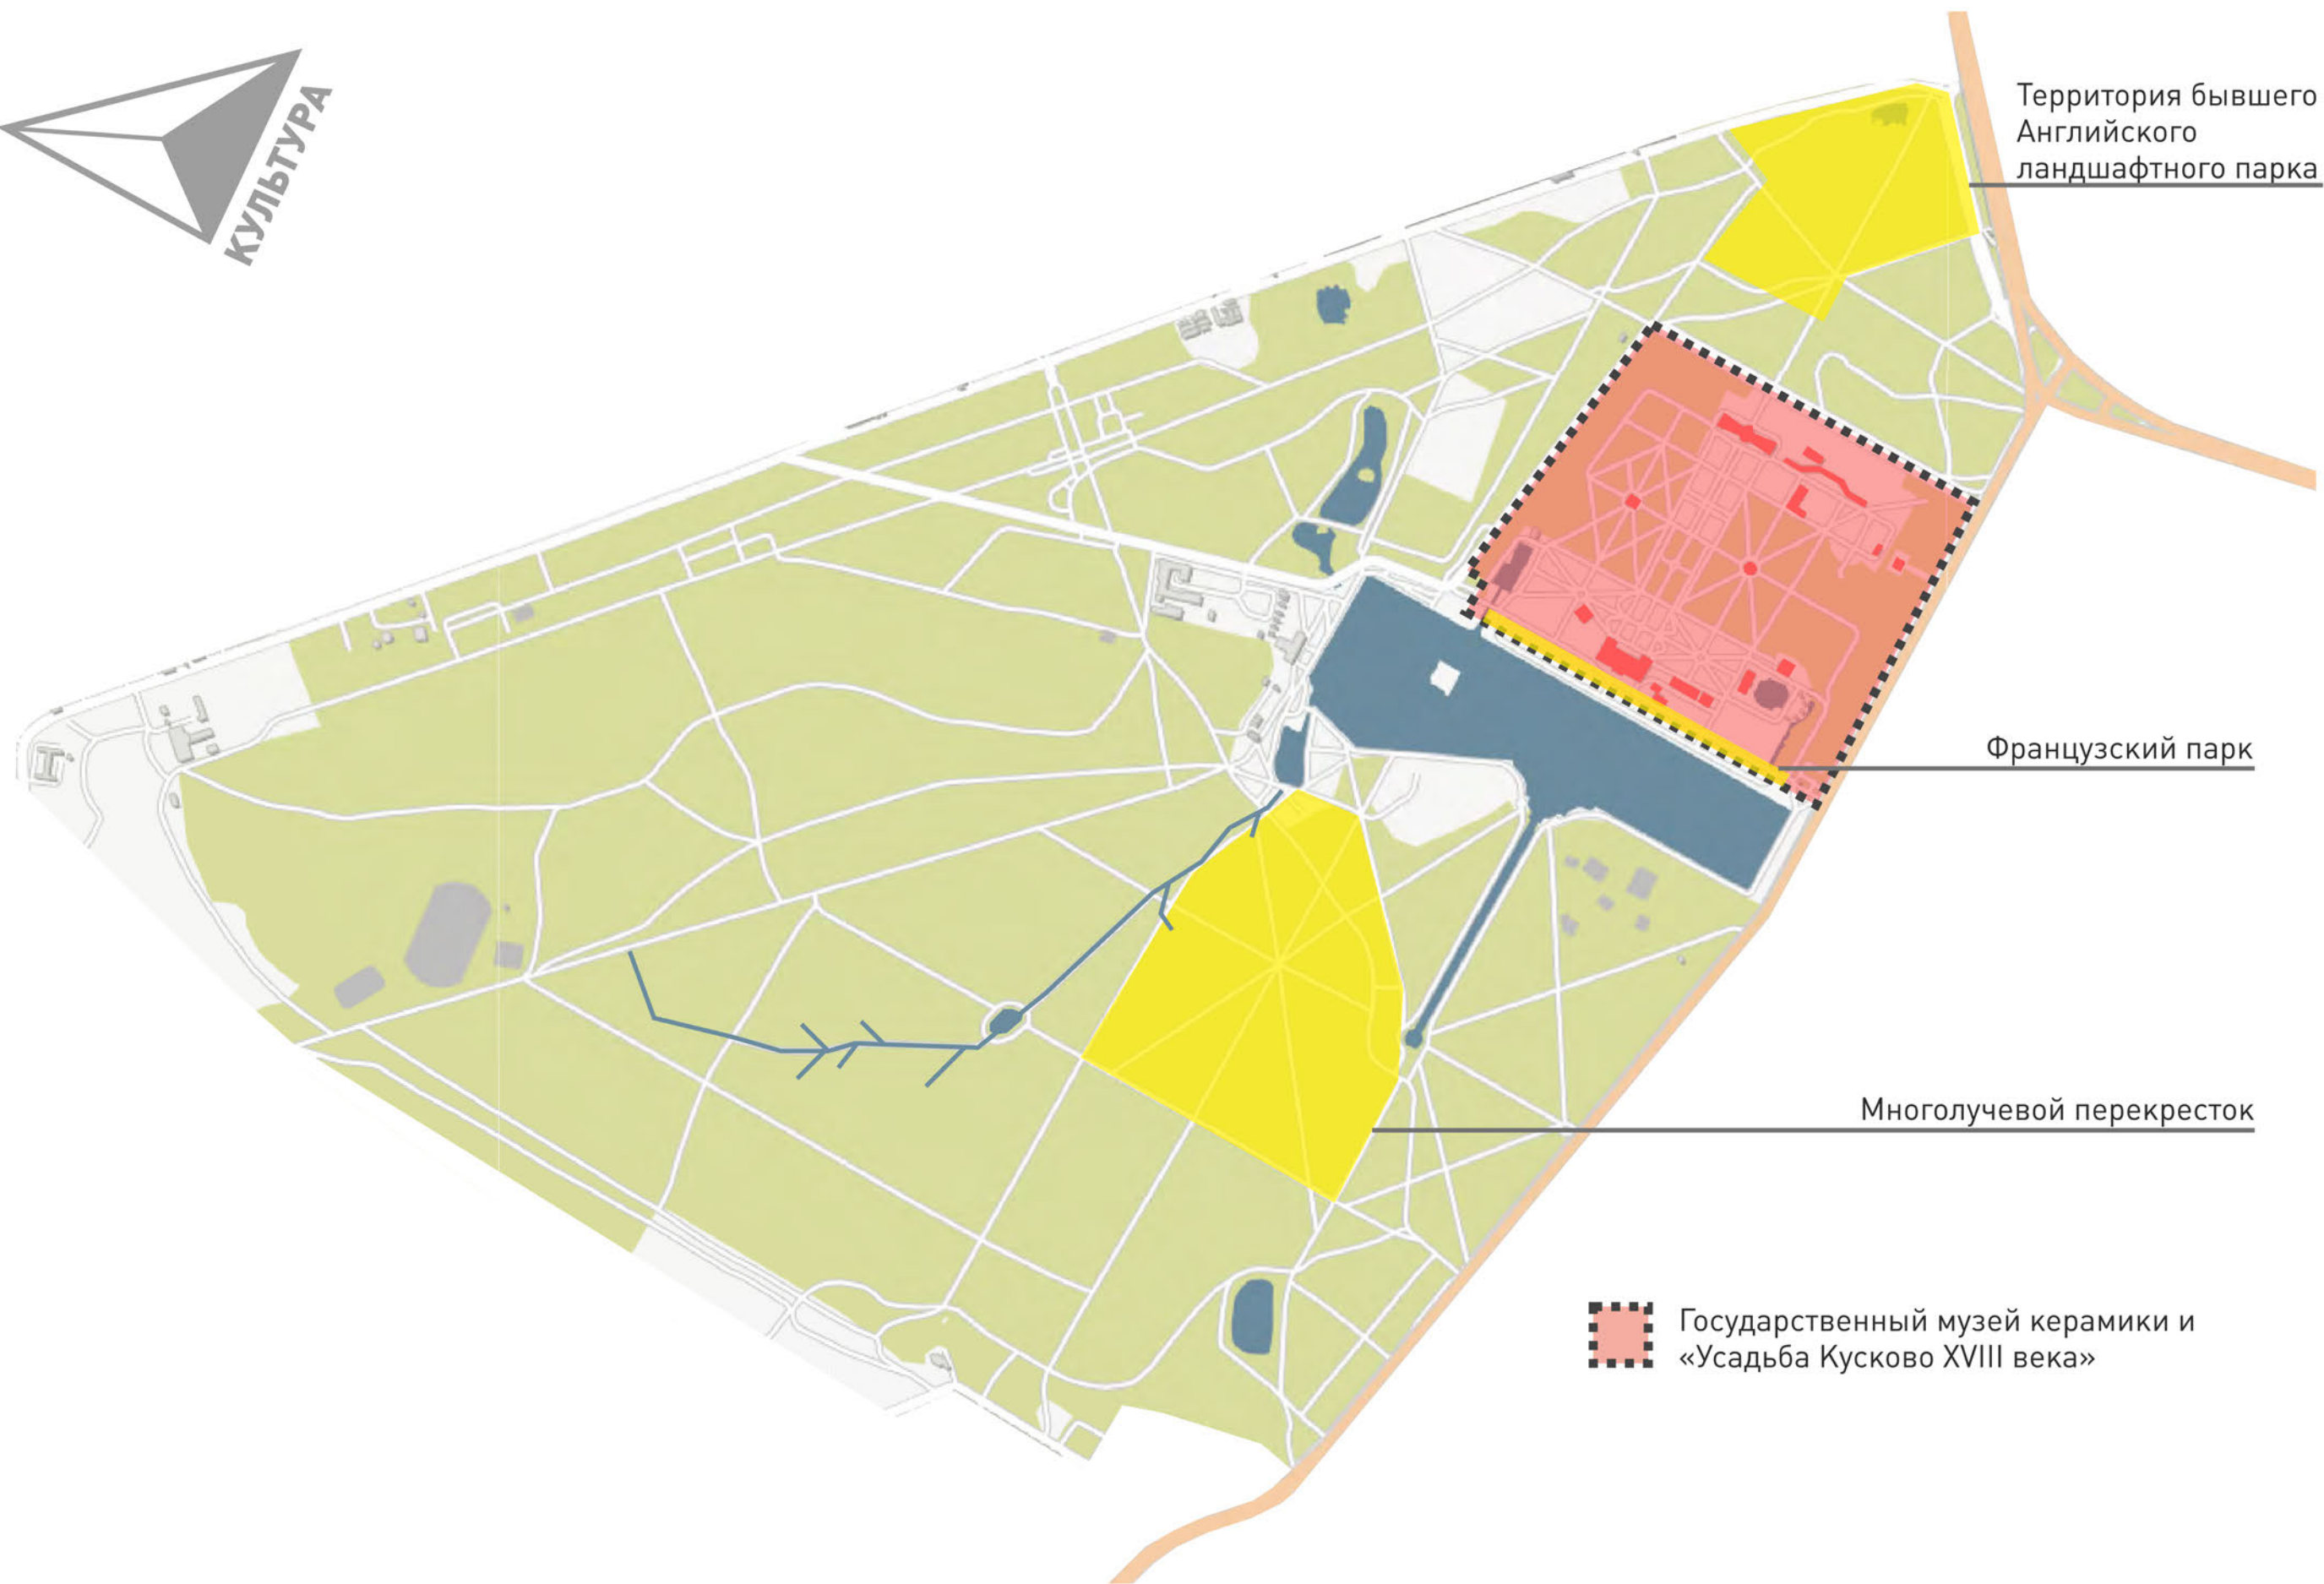 КУЛЬТУРА
Территория бывшего
Английского
ландшафтного парка
Французский парк
Многолучевой перекресток
Государственный музей керамики и
«Усадьба Кусково XVIII века»